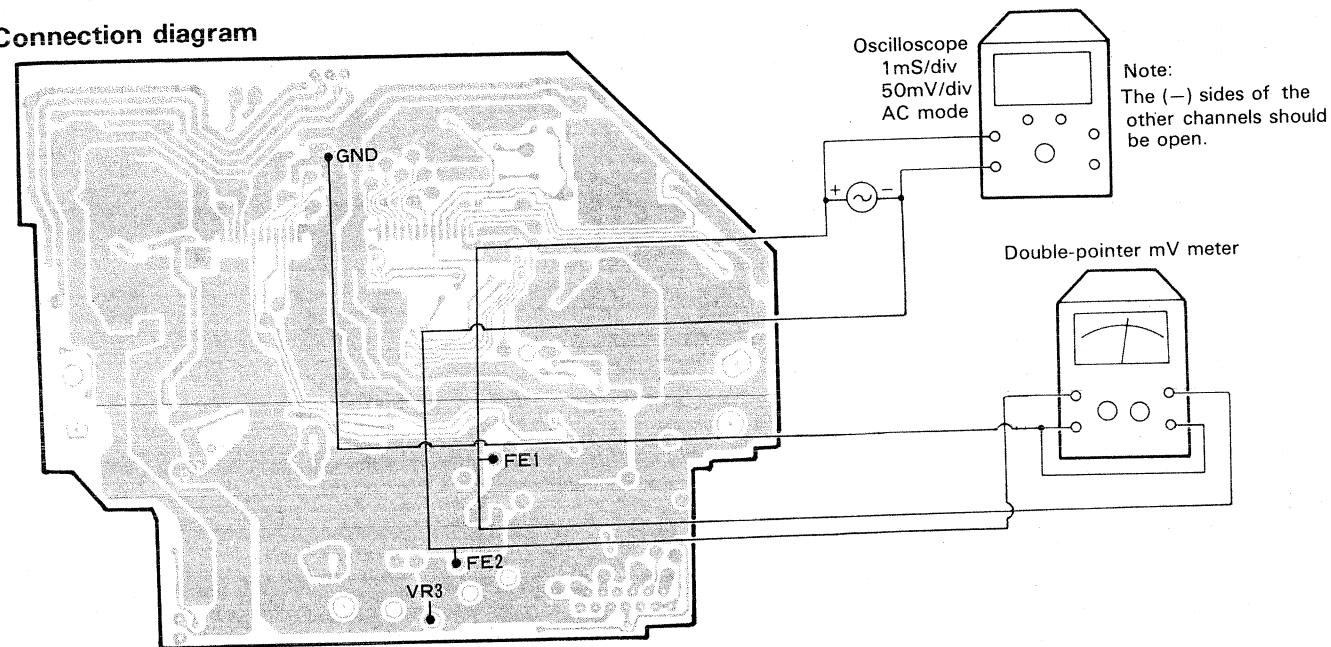 Connection diagram
Oscilloscope
1mS/div
50mV/div
AC mode
Note:
The (−) sides of the
other channels should
be open.
GND
+
−
Double-pointer mV meter
FE1
FE2
VR3